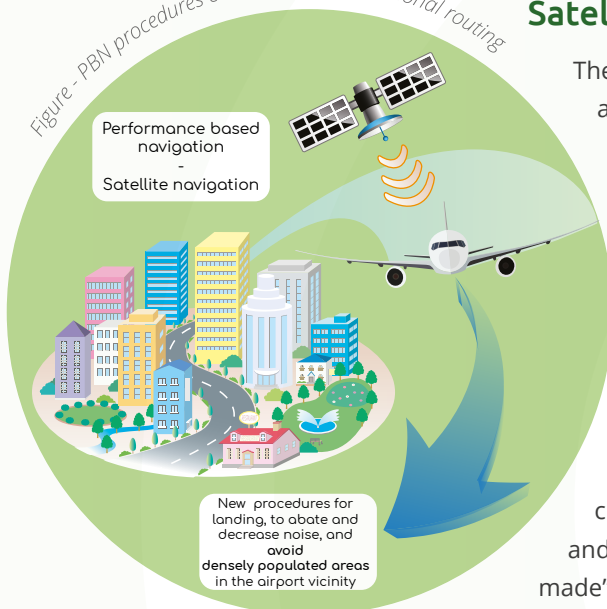 Figure - PBN procedures
onal routing
Satel
The
a
Performance based
navigation
-
Satellite navigation
New procedures for
landing, to abate and
decrease noise, and
avoid
densely populated areas
in the airport vicinity
c
and
made’